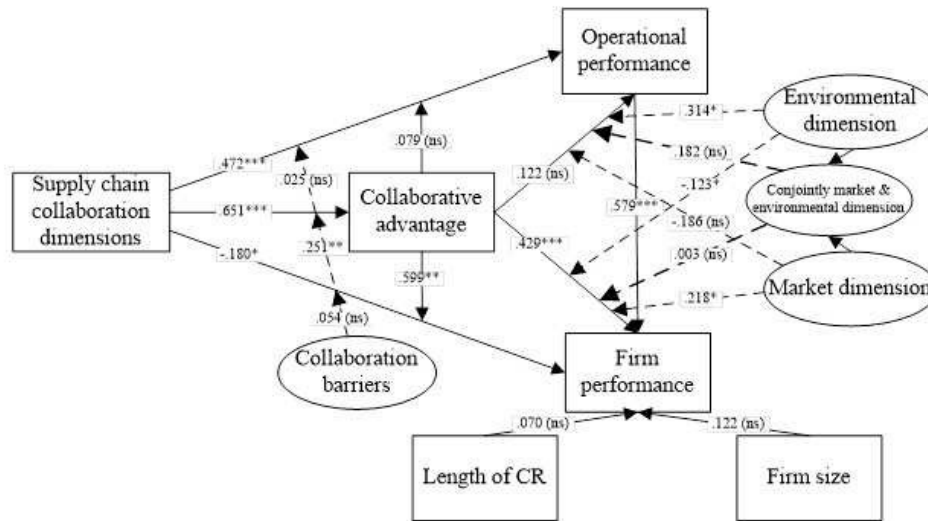 Operational
performance
Environmental
dimension
.314*
.079 (ns)
.182 (ns)
.472***
.025 (ns)
.122 (ns)
Supply chain
collaboration
dimensions
Collaborative
advantage
-.123*
Conjointly market &
environmental dimension
.651***
.579***
-.186 (ns)
.251**
.429***
-.180*
.003 (ns)
.599**
Market dimension
.218*
.054 (ns)
Collaboration
barriers
Firm
performance
.070 (ns)
.122 (ns)
Length of CR
Firm size